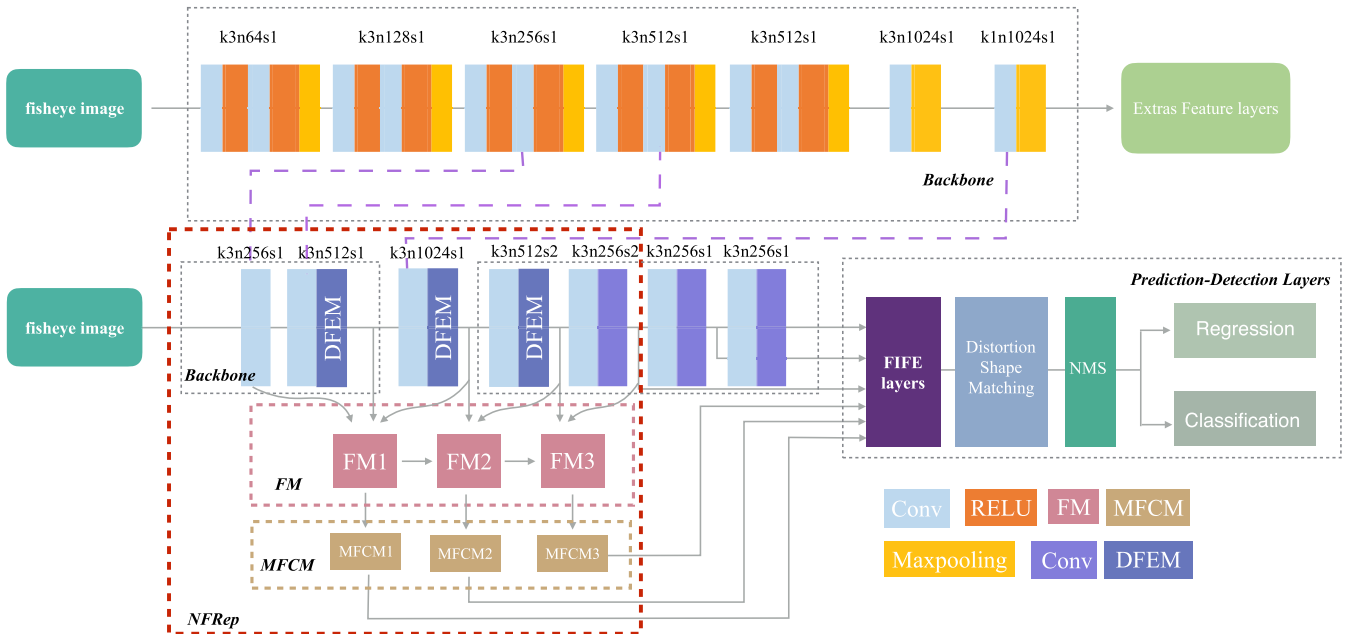 k3n64s1 k3n128s1 k3n256s1 k3n512s1 k3n512s1 k3n1024s1 k1n1024s1
fisheye image
Extras Feature layers
Backbone
k3n256s1 k3n512s1 k3n1024s1 k3n512s2 k3n256s2 k3n256s1 k3n256s1
fisheye image
DFEM
DFEM
DFEM
Backbone
Prediction-Detection Layers
FIFE
layers
Distortion
Shape
Matching
NMS
Regression
Classification
FM1 FM2 FM3
FM
MFCM1 MFCM2 MFCM3
MFCM
NFRep
Conv RELU FM MFCM
Maxpooling Conv DFEM